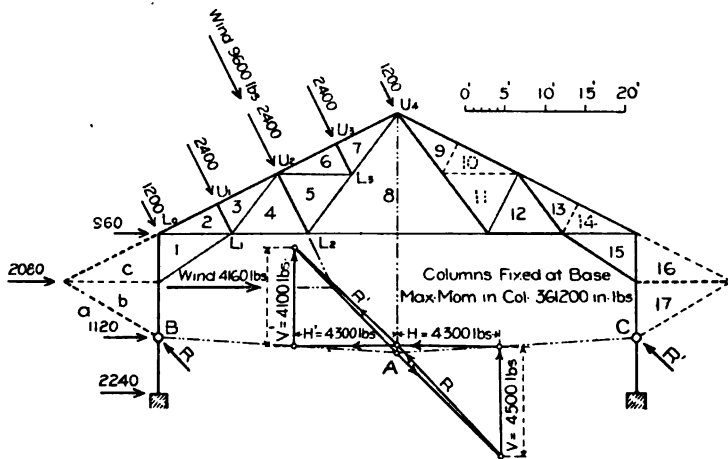 Wind 9600 lbs
1200
U4
0' 5' 10' 15' 20'
2400
U3
2400
U2
2400
U1
1200
L0
7
6
9
10
3
2
4
5
L3
8
11
12
13
14
960
L1
L2
1
15
16
c
Wind 4160 lbs
2080
b
a
17
Columns Fixed at Base
Max. Mom in Col. 361200 in. lbs
V'= 4100 lbs.
R'
H'= 4300 lbs
H = 4300 lbs
1120
B
C
A
R
R
R'
V = 4500 lbs
2240